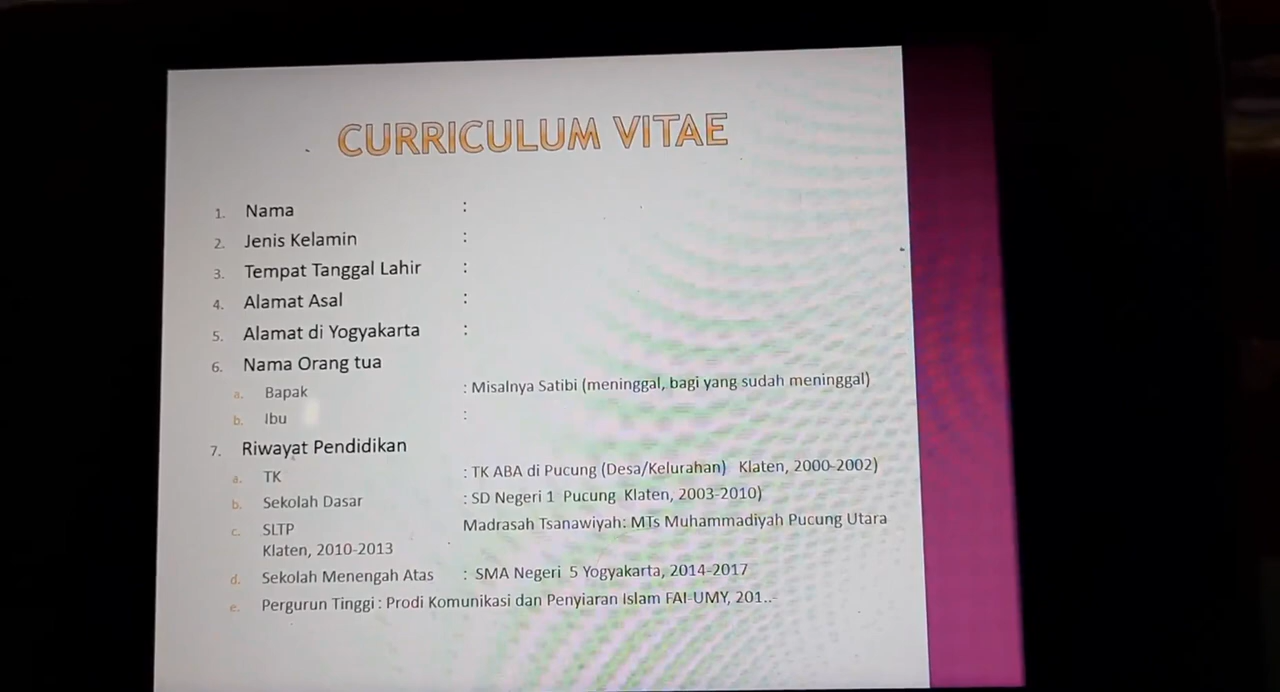 CURRICULUM VITAE
1. Nama :
2. Jenis Kelamin :
3. Tempat Tanggal Lahir :
4. Alamat Asal :
5. Alamat di Yogyakarta :
6. Nama Orang tua
a. Bapak : Misalnya Satibi (meninggal, bagi yang sudah meninggal)
b. Ibu :
7. Riwayat Pendidikan
a. TK : TK ABA di Pucung (Desa/Kelurahan) Klaten, 2000-2002)
b. Sekolah Dasar : SD Negeri 1 Pucung Klaten, 2003-2010)
c. SLTP Madrasah Tsanawiyah: MTs Muhammadiyah Pucung Utara
Klaten, 2010-2013
d. Sekolah Menengah Atas : SMA Negeri 5 Yogyakarta, 2014-2017
e. Pergurun Tinggi : Prodi Komunikasi dan Penyiaran Islam FAI-UMY, 201..-